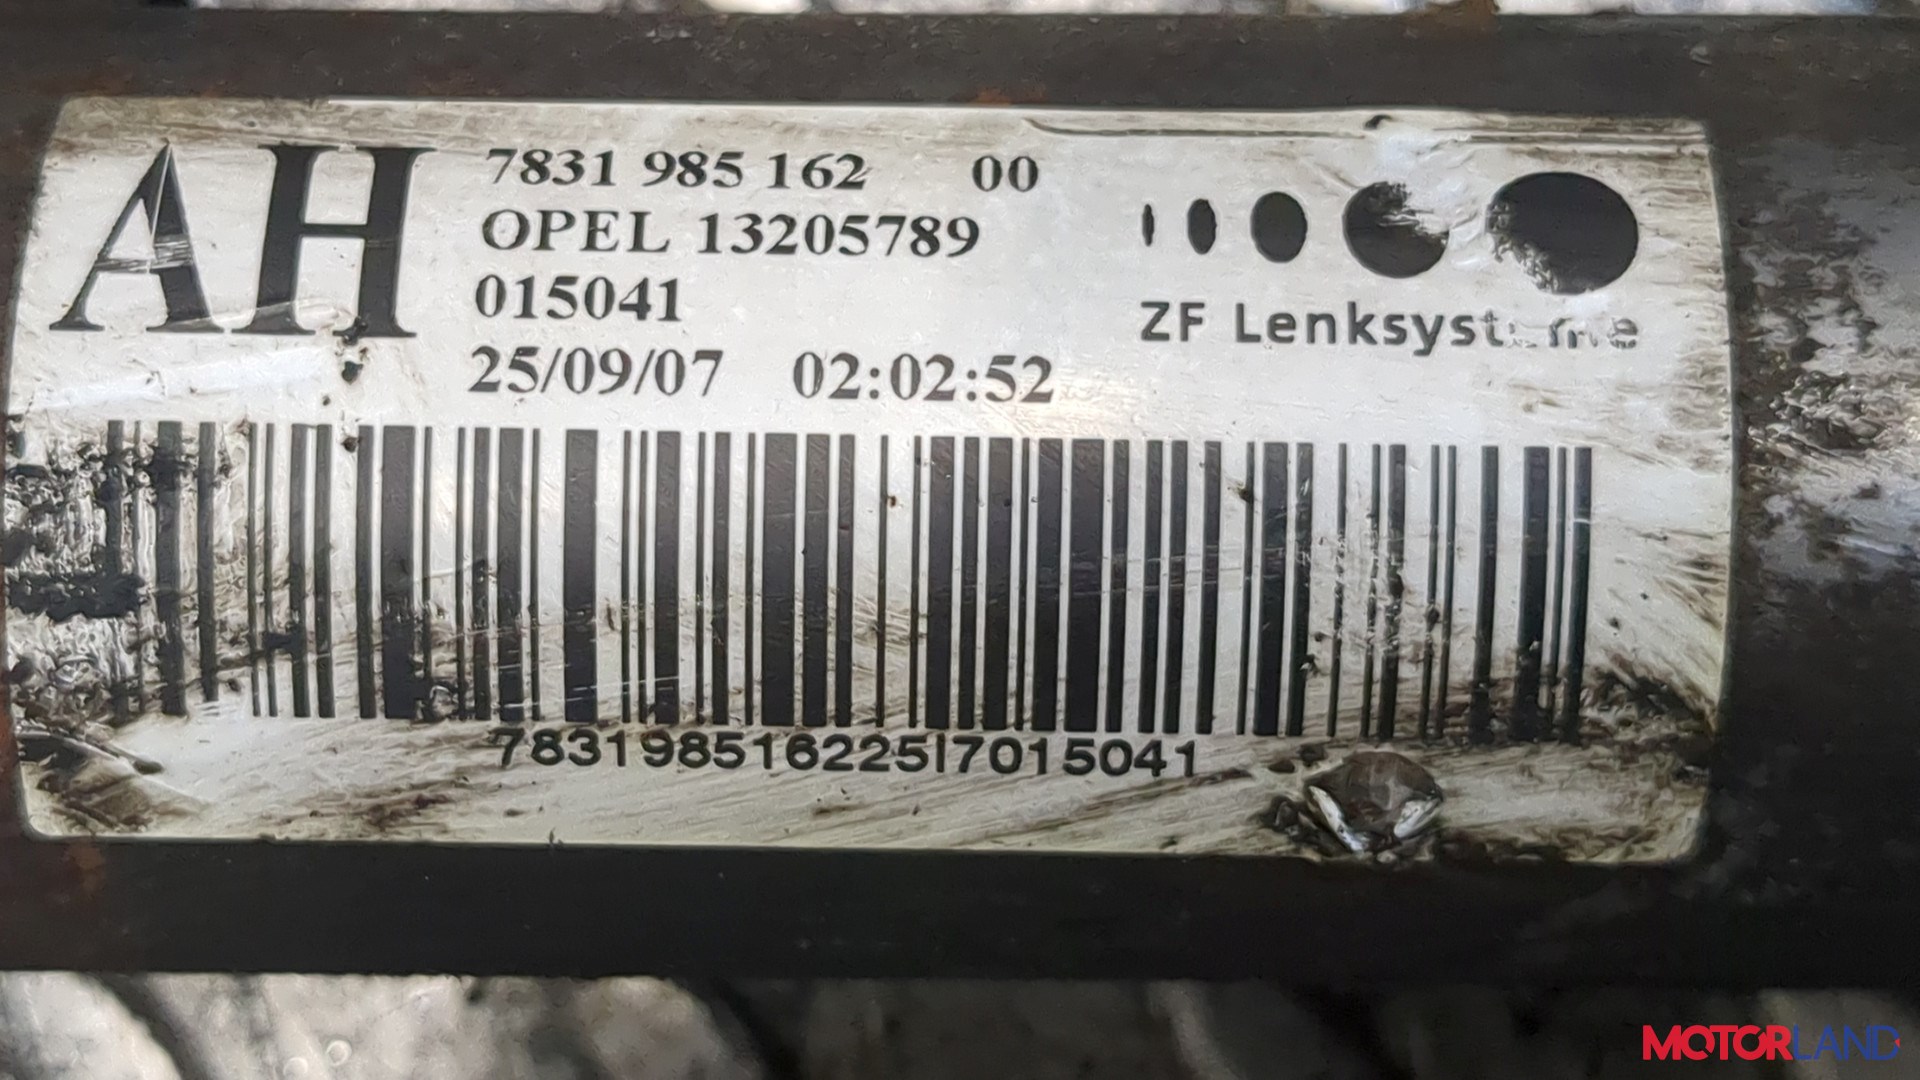 AH
7831 985 162 00
OPEL 13205789
015041
25/09/07 02:02:52
ZF Lenksysteme
783198516225I7015041
MOTORLAND